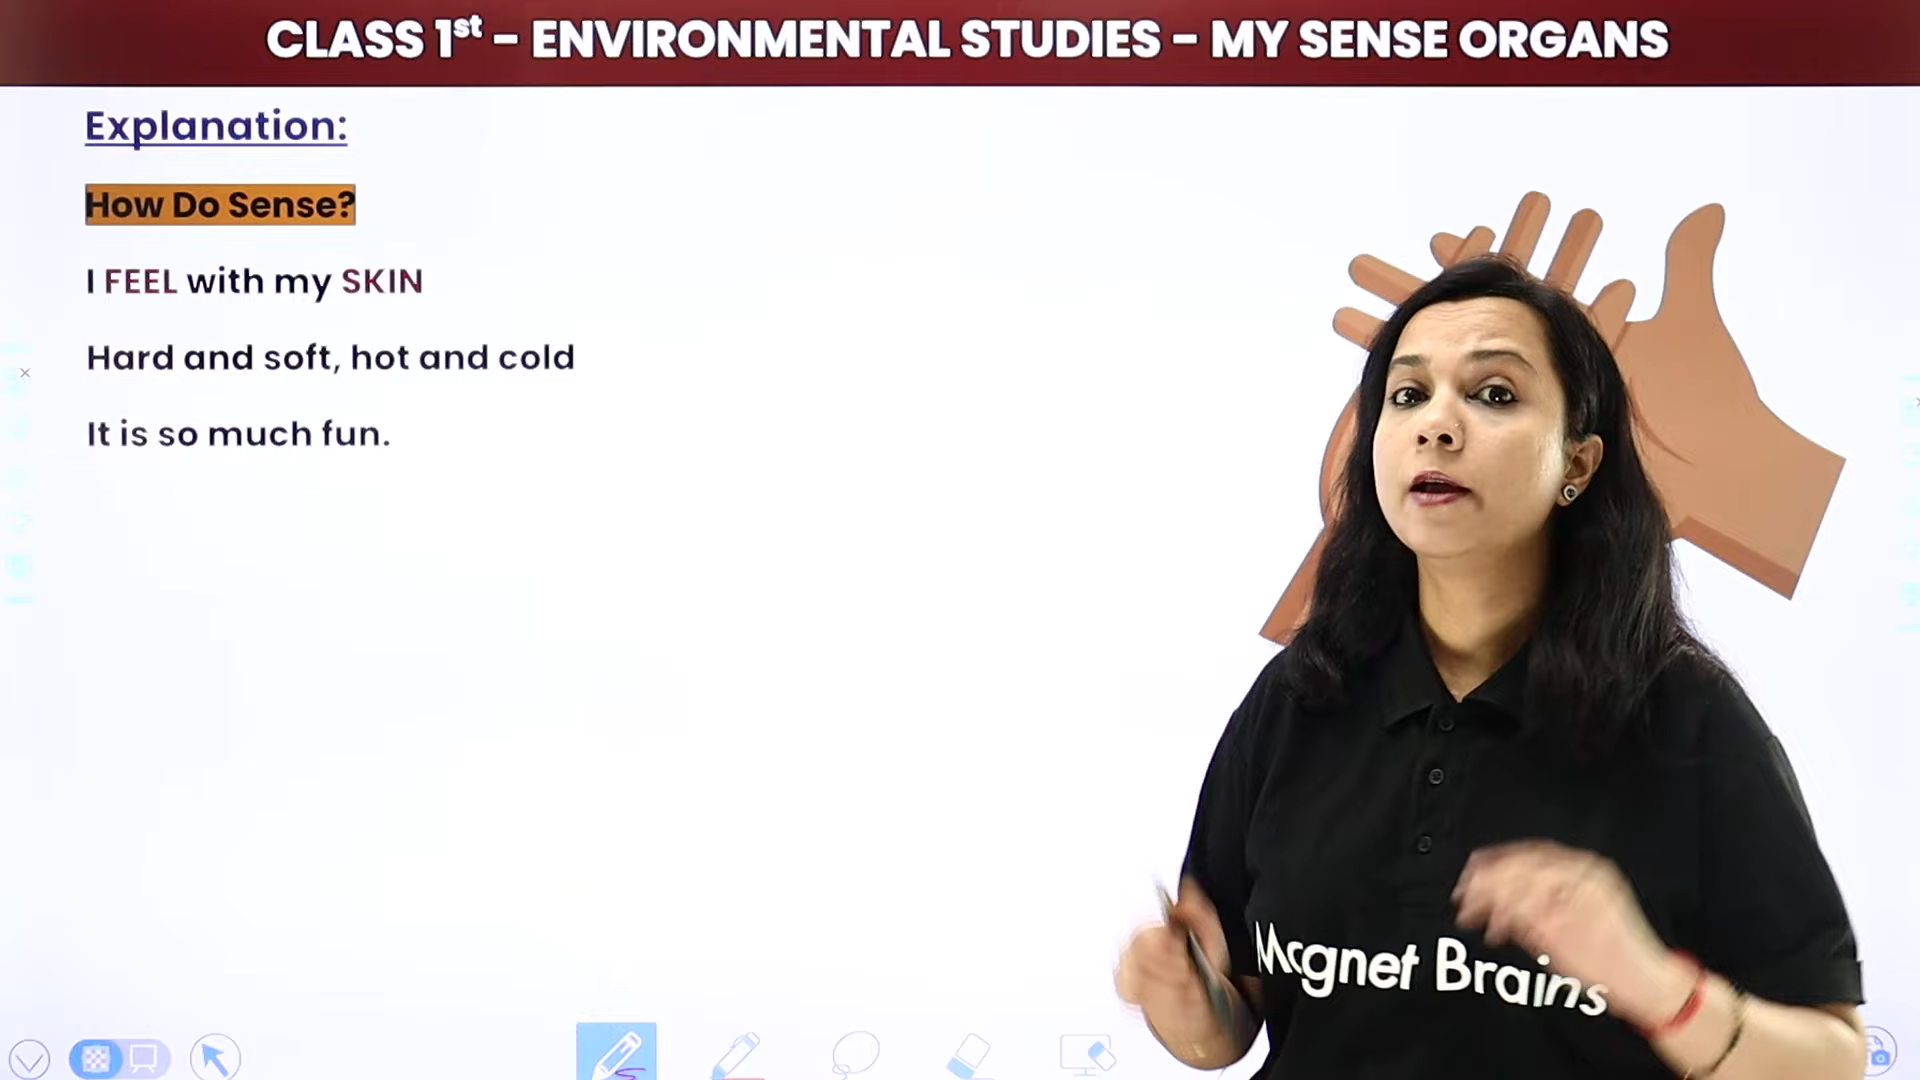 CLASS 1st - ENVIRONMENTAL STUDIES - MY SENSE ORGANS
Explanation:
How Do Sense?
I FEEL with my SKIN
Hard and soft, hot and cold
It is so much fun.
Magnet Brains